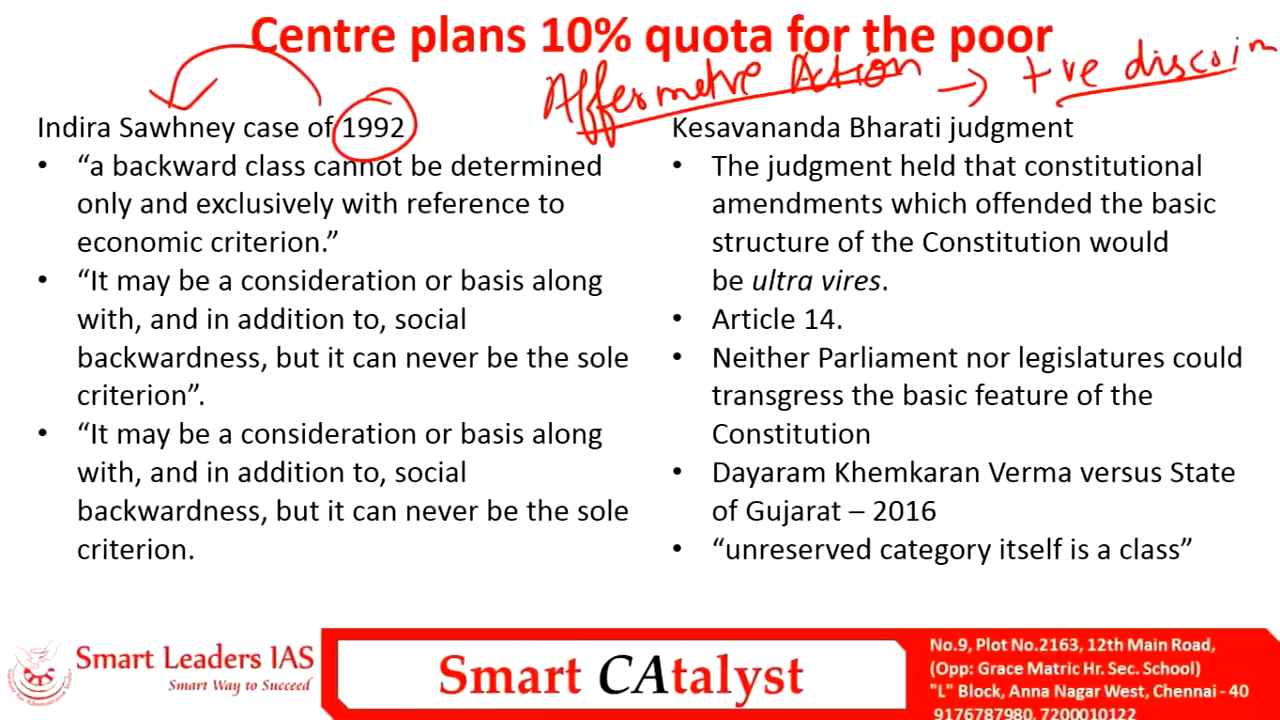 Centre plans 10% quota for the poor
Affermetve Action → +ve discoim
Indira Sawhney case of 1992
• “a backward class cannot be determined
only and exclusively with reference to
economic criterion.”
• “It may be a consideration or basis along
with, and in addition to, social
backwardness, but it can never be the sole
criterion”.
• “It may be a consideration or basis along
with, and in addition to, social
backwardness, but it can never be the sole
criterion.
Kesavananda Bharati judgment
• The judgment held that constitutional
amendments which offended the basic
structure of the Constitution would
be ultra vires.
• Article 14.
• Neither Parliament nor legislatures could
transgress the basic feature of the
Constitution
• Dayaram Khemkaran Verma versus State
of Gujarat – 2016
• “unreserved category itself is a class”
Smart Leaders IAS
Smart Way to Succeed
Smart CAtalyst
No.9, Plot No.2163, 12th Main Road,
(Opp: Grace Matric Hr. Sec. School)
"L" Block, Anna Nagar West, Chennai - 40
9176787980, 7200010122